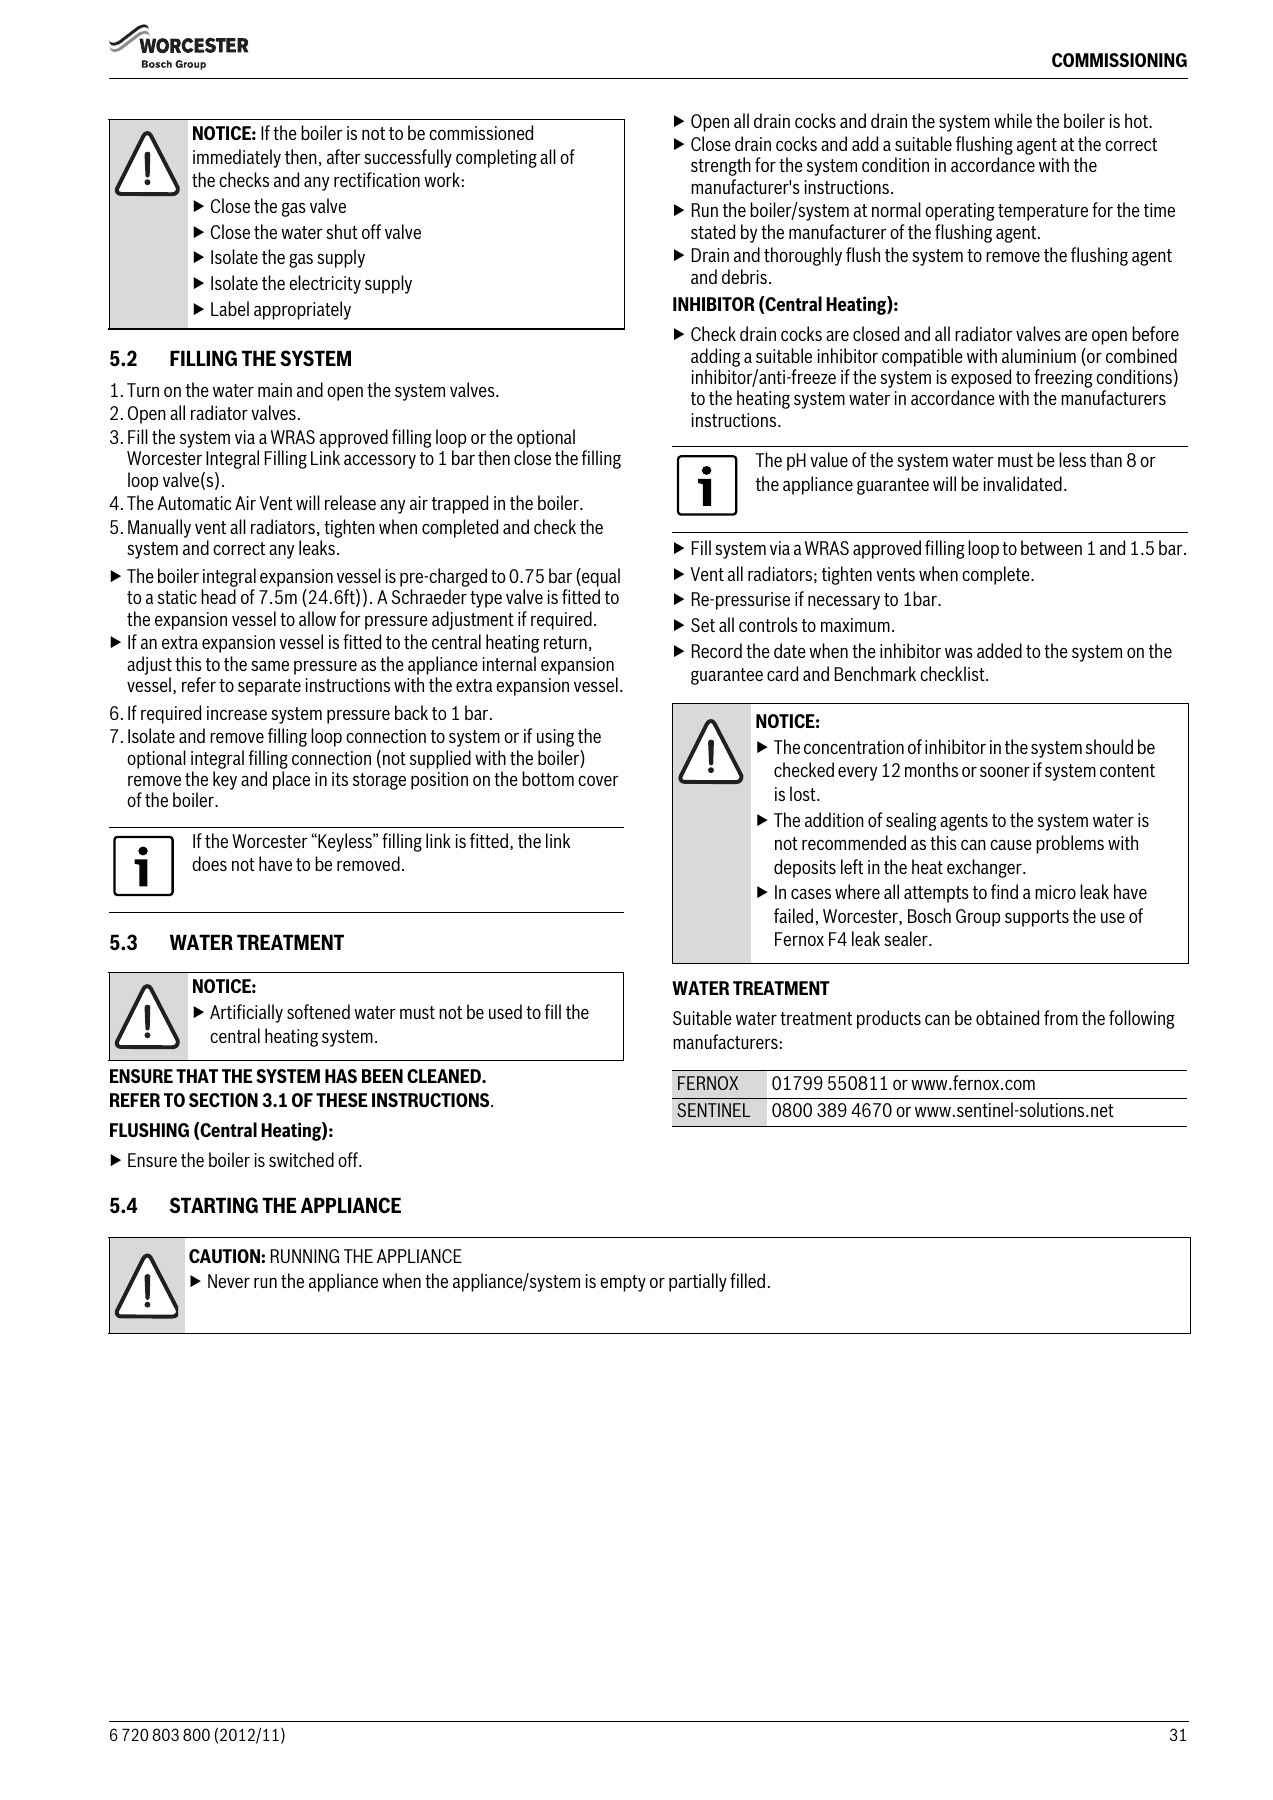 WORCESTER
Bosch Group
COMMISSIONING
NOTICE: If the boiler is not to be commissioned
immediately then, after successfully completing all of
the checks and any rectification work:
▶ Close the gas valve
▶ Close the water shut off valve
▶ Isolate the gas supply
▶ Isolate the electricity supply
▶ Label appropriately
5.2 FILLING THE SYSTEM
1. Turn on the water main and open the system valves.
2. Open all radiator valves.
3. Fill the system via a WRAS approved filling loop or the optional
Worcester Integral Filling Link accessory to 1 bar then close the filling
loop valve(s).
4. The Automatic Air Vent will release any air trapped in the boiler.
5. Manually vent all radiators, tighten when completed and check the
system and correct any leaks.
▶ The boiler integral expansion vessel is pre-charged to 0.75 bar (equal
to a static head of 7.5m (24.6ft)). A Schraeder type valve is fitted to
the expansion vessel to allow for pressure adjustment if required.
▶ If an extra expansion vessel is fitted to the central heating return,
adjust this to the same pressure as the appliance internal expansion
vessel, refer to separate instructions with the extra expansion vessel.
6. If required increase system pressure back to 1 bar.
7. Isolate and remove filling loop connection to system or if using the
optional integral filling connection (not supplied with the boiler)
remove the key and place in its storage position on the bottom cover
of the boiler.
If the Worcester “Keyless” filling link is fitted, the link
does not have to be removed.
5.3 WATER TREATMENT
NOTICE:
▶ Artificially softened water must not be used to fill the
central heating system.
ENSURE THAT THE SYSTEM HAS BEEN CLEANED.
REFER TO SECTION 3.1 OF THESE INSTRUCTIONS.
FLUSHING (Central Heating):
▶ Ensure the boiler is switched off.
▶ Open all drain cocks and drain the system while the boiler is hot.
▶ Close drain cocks and add a suitable flushing agent at the correct
strength for the system condition in accordance with the
manufacturer's instructions.
▶ Run the boiler/system at normal operating temperature for the time
stated by the manufacturer of the flushing agent.
▶ Drain and thoroughly flush the system to remove the flushing agent
and debris.
INHIBITOR (Central Heating):
▶ Check drain cocks are closed and all radiator valves are open before
adding a suitable inhibitor compatible with aluminium (or combined
inhibitor/anti-freeze if the system is exposed to freezing conditions)
to the heating system water in accordance with the manufacturers
instructions.
The pH value of the system water must be less than 8 or
the appliance guarantee will be invalidated.
▶ Fill system via a WRAS approved filling loop to between 1 and 1.5 bar.
▶ Vent all radiators; tighten vents when complete.
▶ Re-pressurise if necessary to 1bar.
▶ Set all controls to maximum.
▶ Record the date when the inhibitor was added to the system on the
guarantee card and Benchmark checklist.
NOTICE:
▶ The concentration of inhibitor in the system should be
checked every 12 months or sooner if system content
is lost.
▶ The addition of sealing agents to the system water is
not recommended as this can cause problems with
deposits left in the heat exchanger.
▶ In cases where all attempts to find a micro leak have
failed, Worcester, Bosch Group supports the use of
Fernox F4 leak sealer.
WATER TREATMENT
Suitable water treatment products can be obtained from the following
manufacturers:
FERNOX 01799 550811 or www.fernox.com
SENTINEL 0800 389 4670 or www.sentinel-solutions.net
5.4 STARTING THE APPLIANCE
CAUTION: RUNNING THE APPLIANCE
▶ Never run the appliance when the appliance/system is empty or partially filled.
6 720 803 800 (2012/11)
31